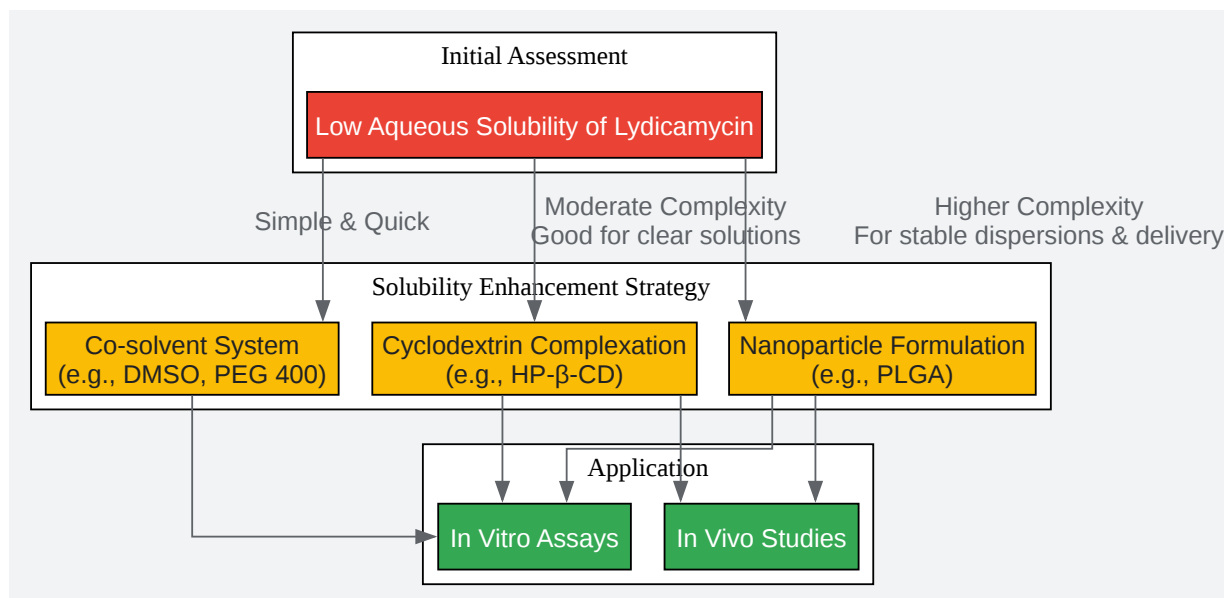 Initial Assessment
Low Aqueous Solubility of Lydicamycin
Simple & Quick
Moderate Complexity
Good for clear solutions
Higher Complexity
For stable dispersions & delivery
Solubility Enhancement Strategy
Co-solvent System
(e.g., DMSO, PEG 400)
Cyclodextrin Complexation
(e.g., HP-β-CD)
Nanoparticle Formulation
(e.g., PLGA)
Application
In Vitro Assays
In Vivo Studies